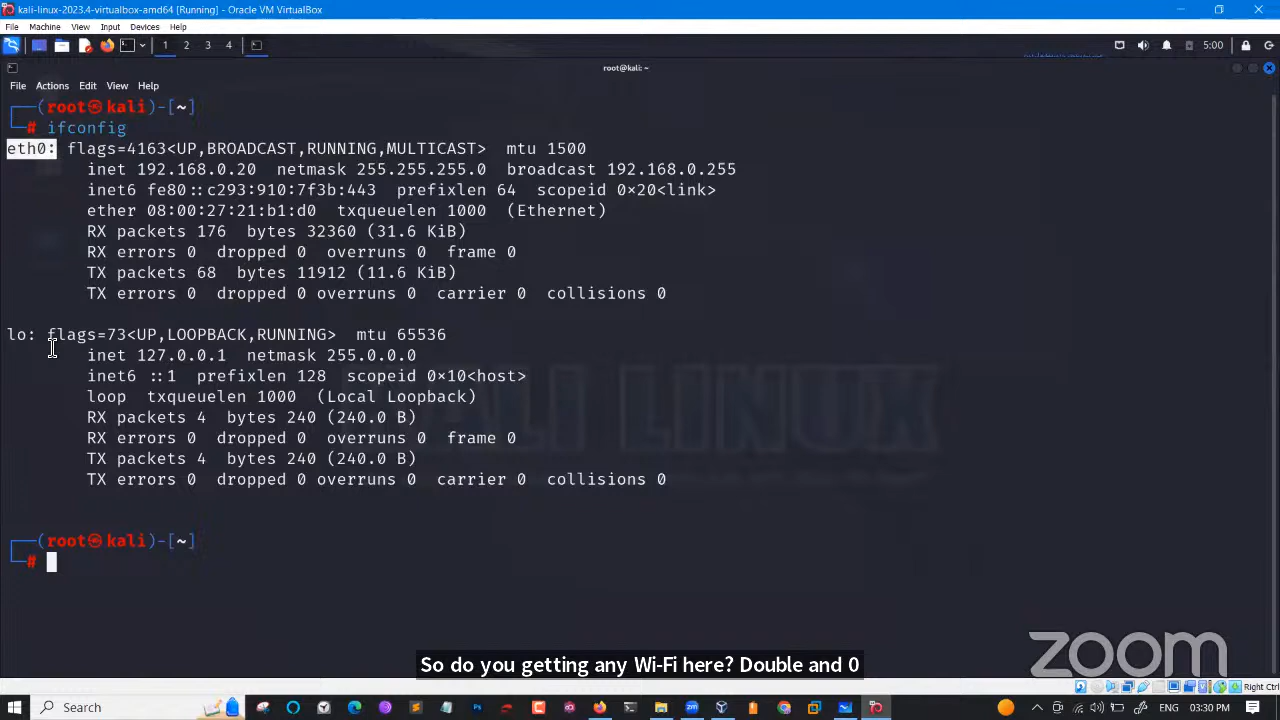 kali-linux-2023.4-virtualbox-amd64 [Running] - Oracle VM VirtualBox
File Machine View Input Devices Help
1 2 3 4 5:00
root@kali: ~
File Actions Edit View Help
┌──(root㉿kali)-[~]
└─# ifconfig
eth0: flags=4163<UP,BROADCAST,RUNNING,MULTICAST> mtu 1500
inet 192.168.0.20 netmask 255.255.255.0 broadcast 192.168.0.255
inet6 fe80::c293:910:7f3b:443 prefixlen 64 scopeid 0×20<link>
ether 08:00:27:21:b1:d0 txqueuelen 1000 (Ethernet)
RX packets 176 bytes 32360 (31.6 KiB)
RX errors 0 dropped 0 overruns 0 frame 0
TX packets 68 bytes 11912 (11.6 KiB)
TX errors 0 dropped 0 overruns 0 carrier 0 collisions 0
lo: flags=73<UP,LOOPBACK,RUNNING> mtu 65536
inet 127.0.0.1 netmask 255.0.0.0
inet6 ::1 prefixlen 128 scopeid 0×10<host>
loop txqueuelen 1000 (Local Loopback)
RX packets 4 bytes 240 (240.0 B)
RX errors 0 dropped 0 overruns 0 frame 0
TX packets 4 bytes 240 (240.0 B)
TX errors 0 dropped 0 overruns 0 carrier 0 collisions 0
KALI LINUX
┌──(root㉿kali)-[~]
└─#
So do you getting any Wi-Fi here? Double and 0
zoom
Right Ctrl
Search
ENG 03:30 PM